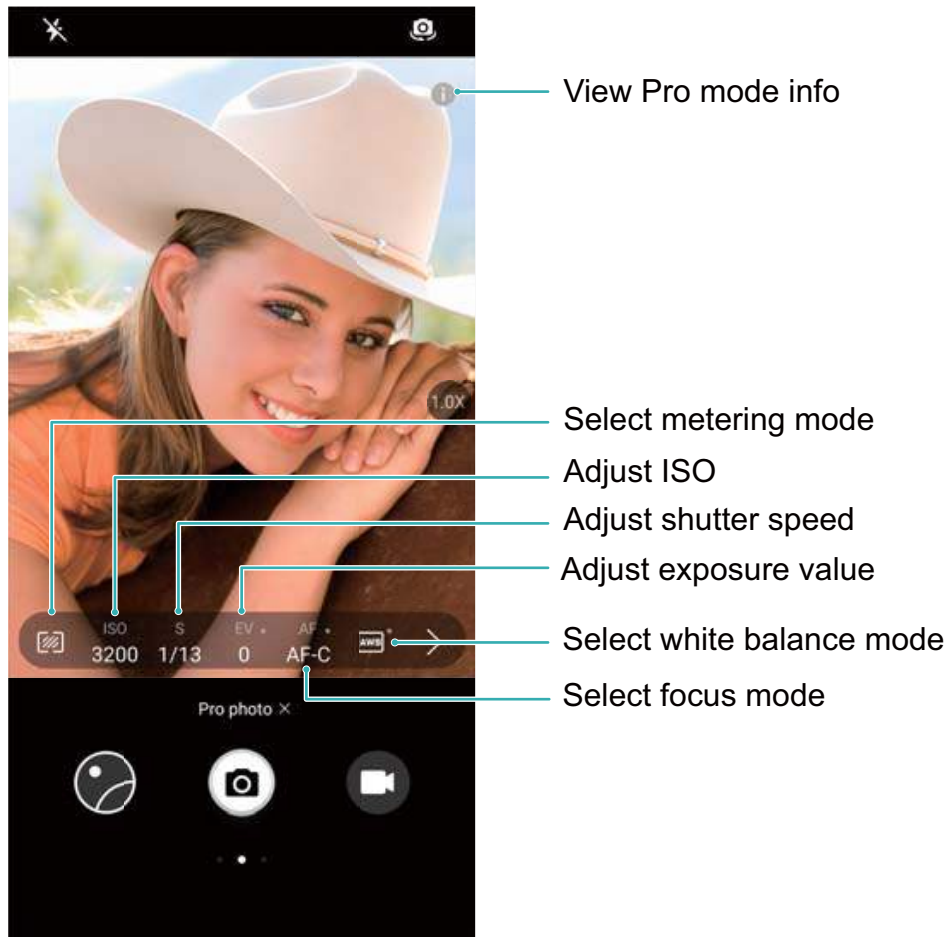 View Pro mode info
1.0X
Select metering mode
Adjust ISO
Adjust shutter speed
Adjust exposure value
ISO S EV AF
3200 1/13 0 AF-C AWB
Select white balance mode
Select focus mode
Pro photo ×